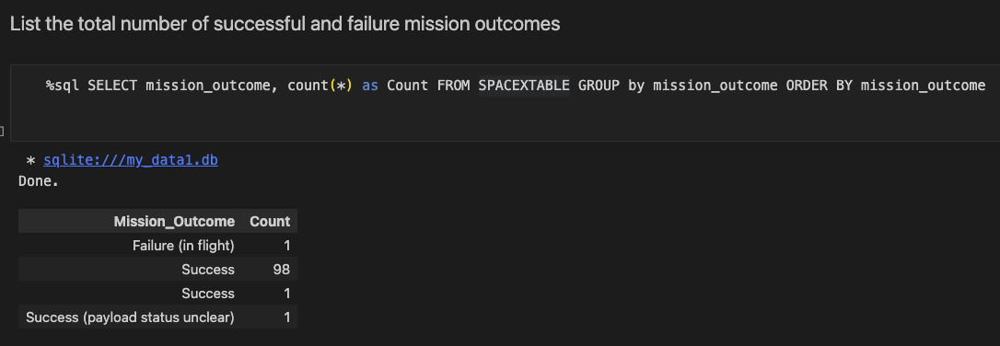 List the total number of successful and failure mission outcomes
%sql SELECT mission_outcome, count(*) as Count FROM SPACEXTABLE GROUP by mission_outcome ORDER BY mission_outcome
* sqlite:///my_data1.db
Done.
Mission_Outcome Count
Failure (in flight) 1
Success 98
Success 1
Success (payload status unclear) 1